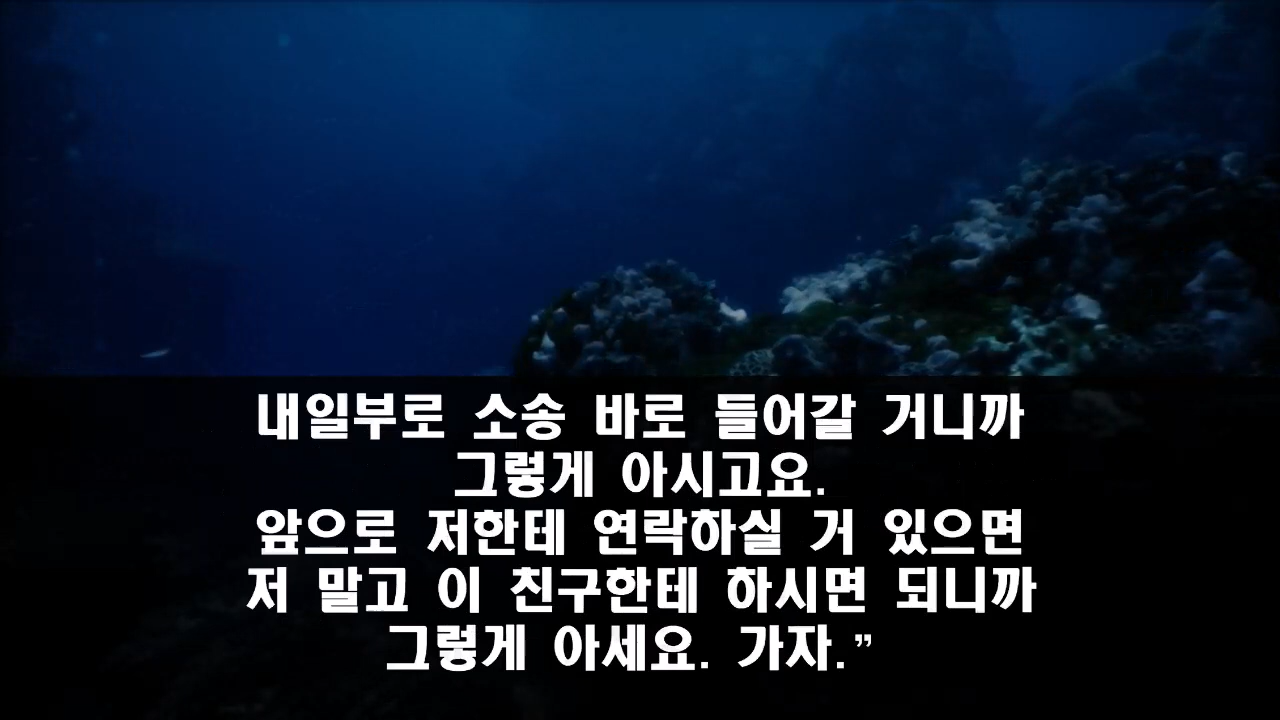 내일부로 소송 바로 들어갈 거니까
그렇게 아시고요.
앞으로 저한테 연락하실 거 있으면
저 말고 이 친구한테 하시면 되니까
그렇게 아세요. 가자.”